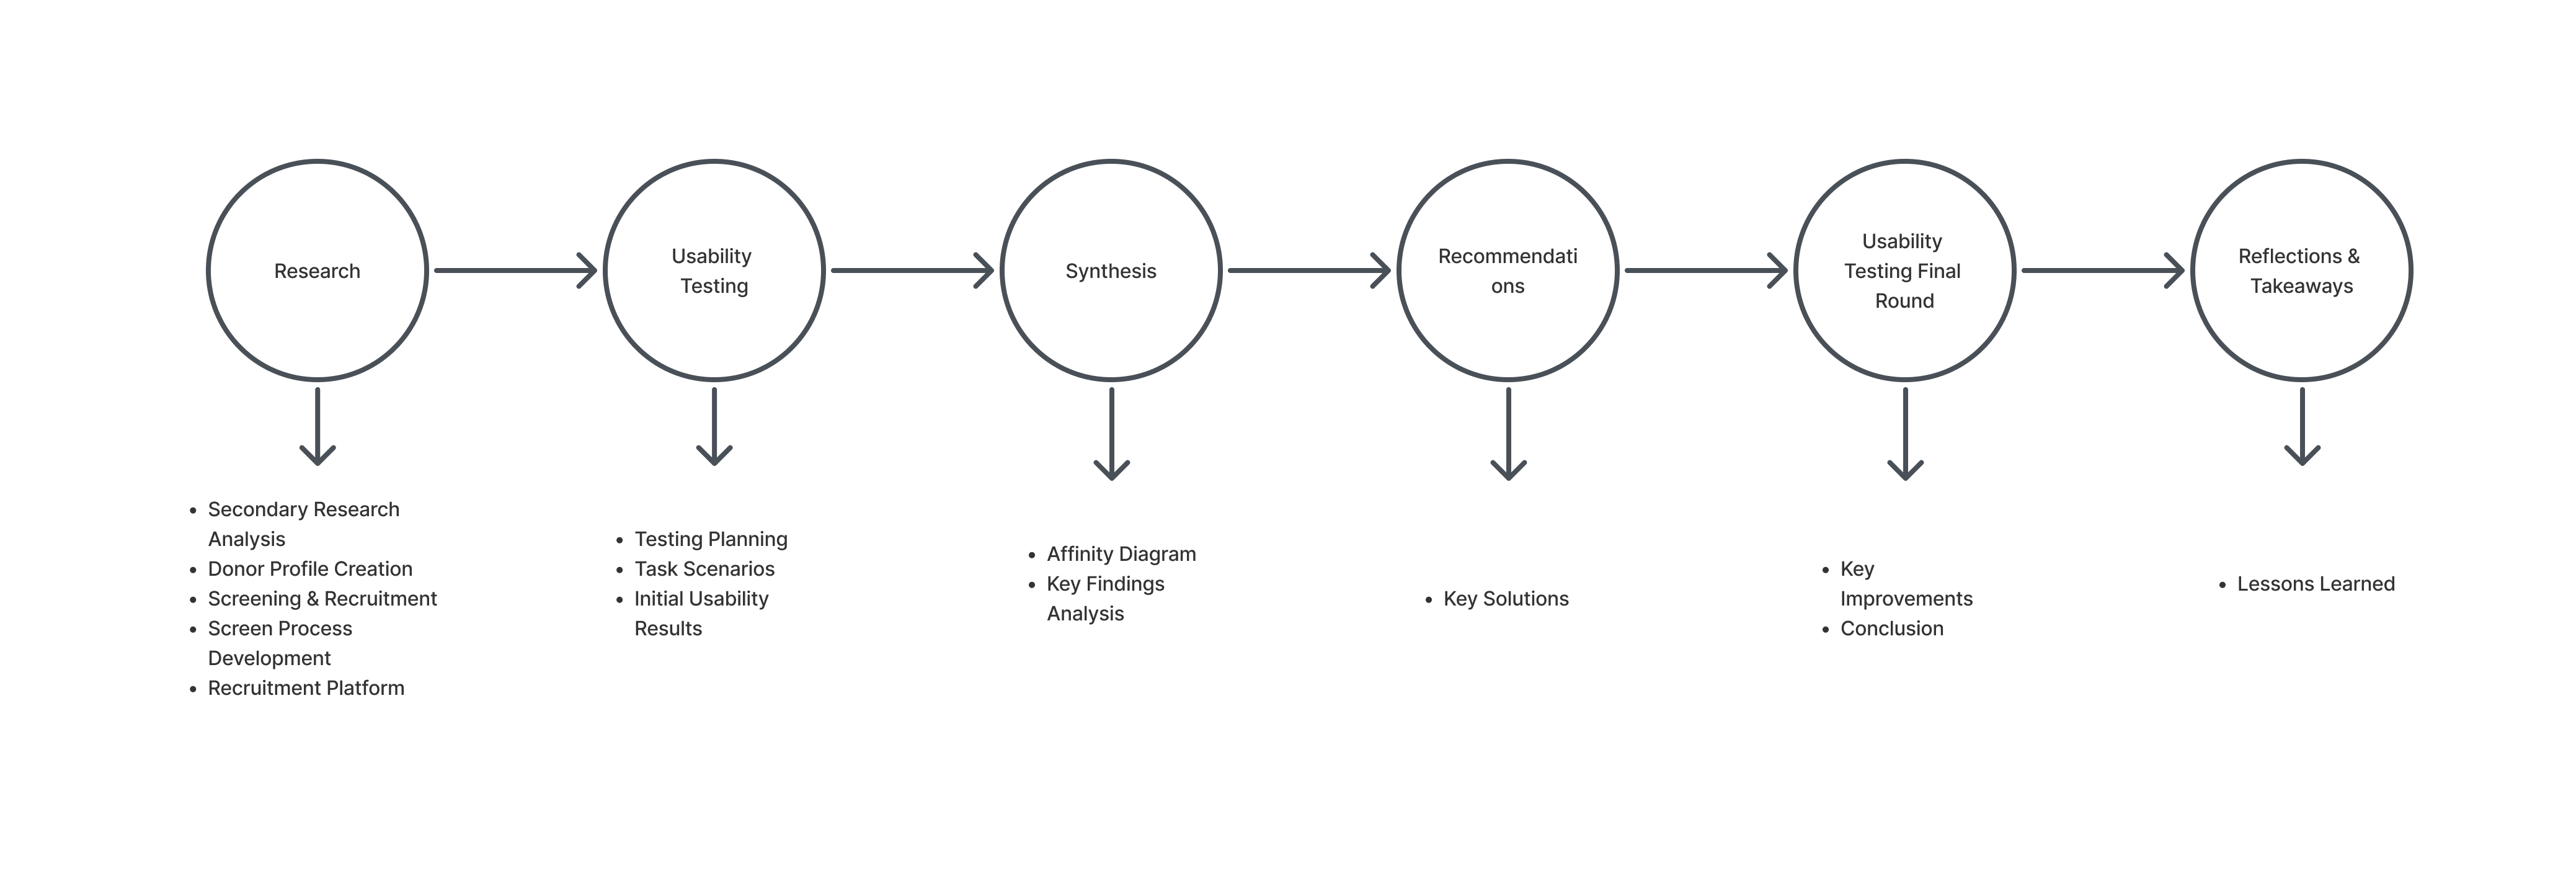 Research
Usability
Testing
Synthesis
Recommendati
ons
Usability
Testing Final
Round
Reflections &
Takeaways
• Secondary Research
Analysis
• Donor Profile Creation
• Screening & Recruitment
• Screen Process
Development
• Recruitment Platform
• Testing Planning
• Task Scenarios
• Initial Usability
Results
• Affinity Diagram
• Key Findings
Analysis
• Key Solutions
• Key
Improvements
• Conclusion
• Lessons Learned